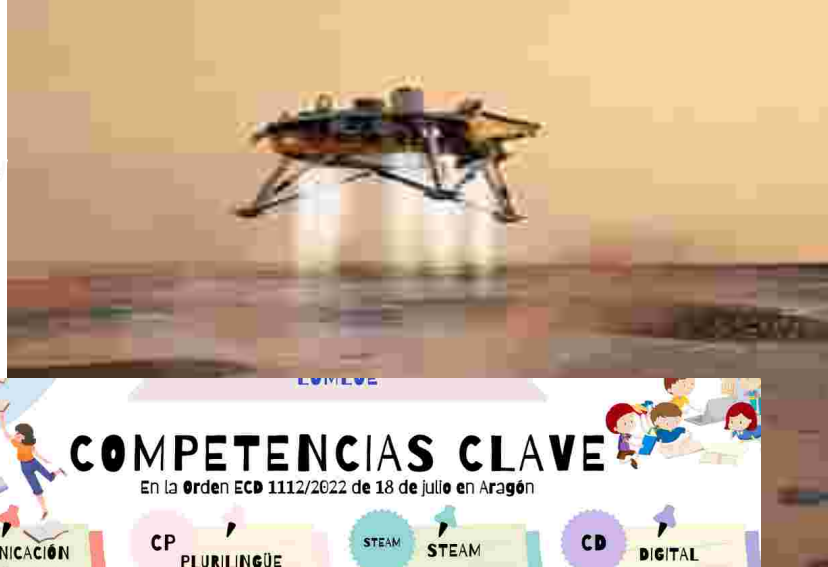 COMPETENCIAS CLAVE
En la Orden ECD 1112/2022 de 18 de julio en Aragón
CP
STEAM
CD
NICACIÓN
PLURILINGÜE
STEAM
DIGITAL